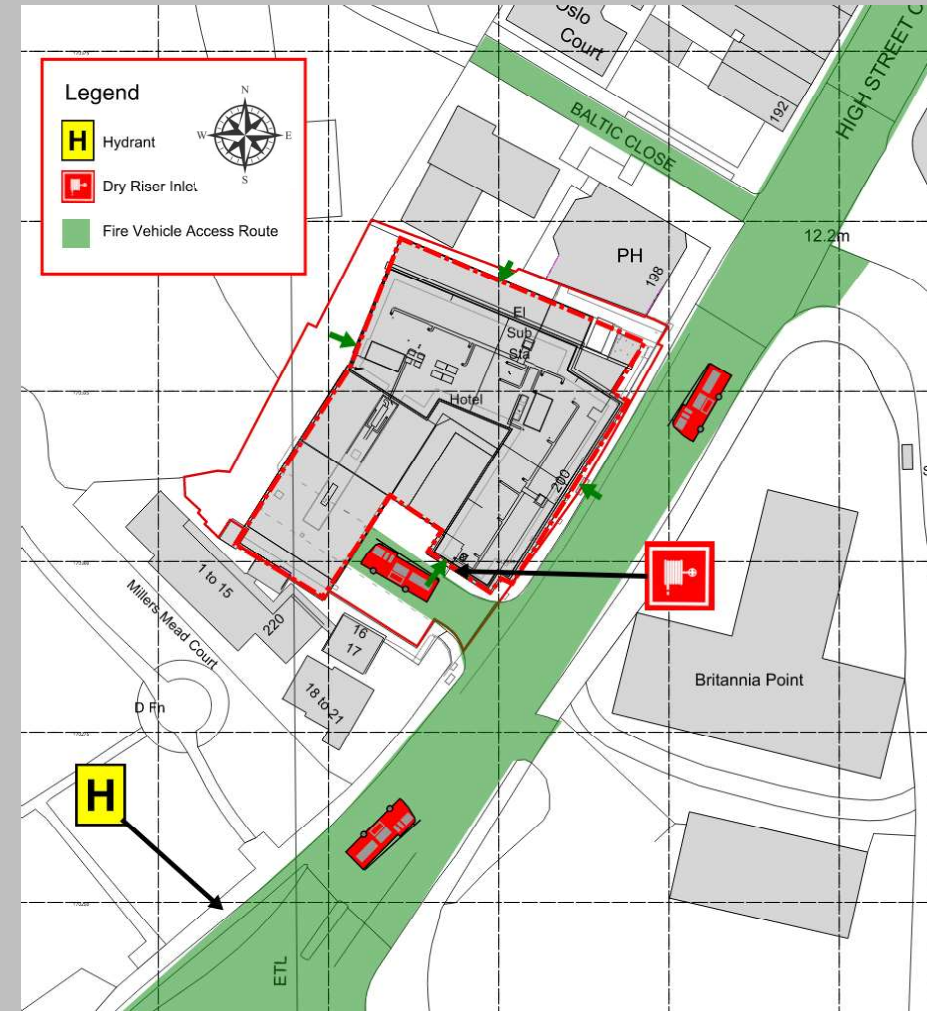 Oslo
Court
HIGH STREET C
Legend
N
W
E
S
H
Hydrant
Dry Riser Inlet
Fire Vehicle Access Route
BALTIC CLOSE
192
12.2m
PH
198
El
Sub
Sta
Hotel
200
S
1 to 15
Millers Mead Court
220
16
17
18 to 21
D Fn
Britannia Point
H
ETL